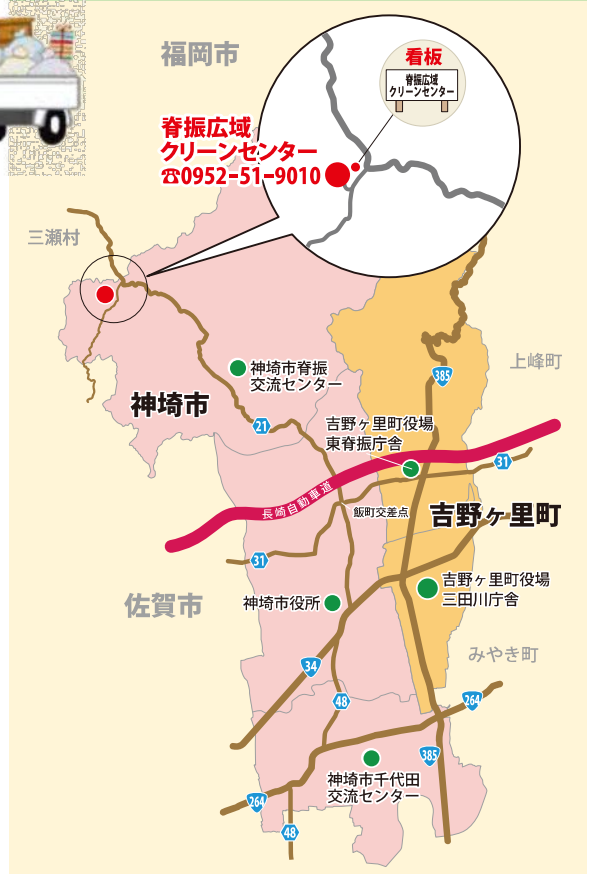 福岡市
看板
脊振広域
クリーンセンター
脊振広域
クリーンセンター
☎0952-51-9010
三瀬村
神埼市脊振
交流センター
神埼市
385
上峰町
21
吉野ヶ里町役場
東脊振庁舎
31
長崎自動車道
飯町交差点
吉野ヶ里町
31
佐賀市
神埼市役所
吉野ヶ里町役場
三田川庁舎
みやき町
34
48
264
385
神埼市千代田
交流センター
264
48